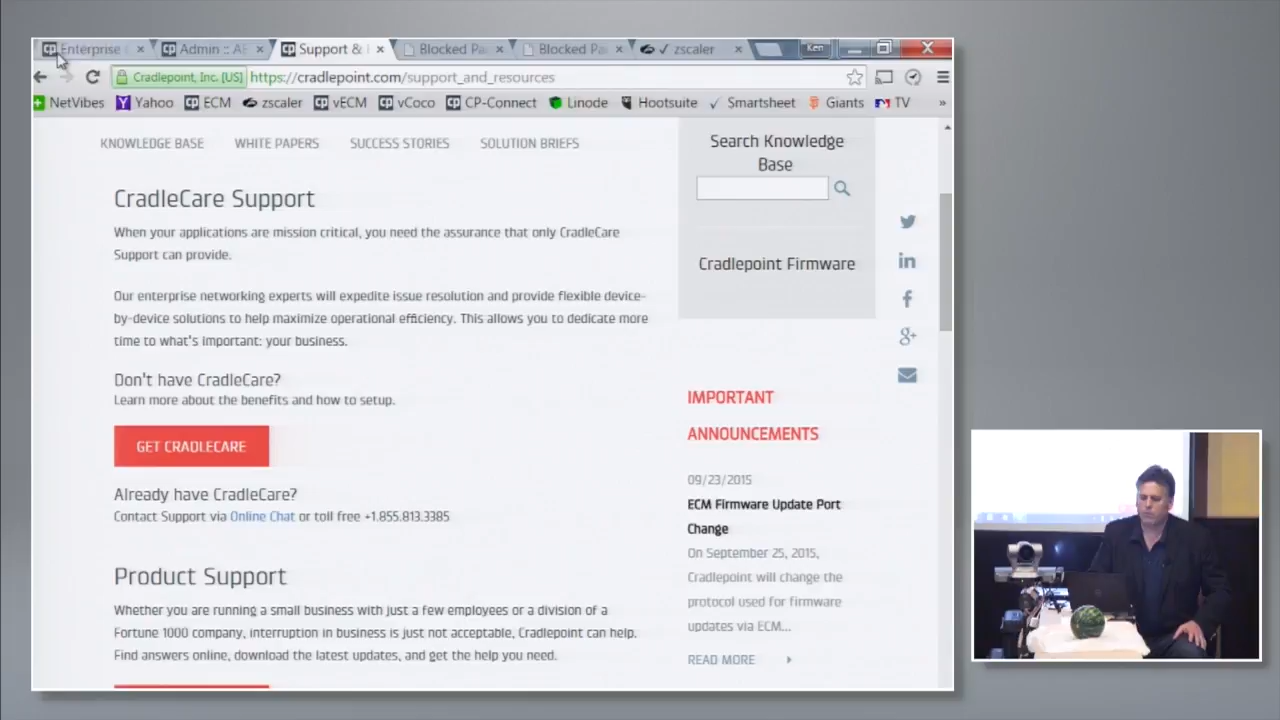 Enterprise
Admin :: AE
Support &
Blocked Pa
Blocked Pa
zscaler
Ken
Cradlepoint, Inc. [US]
https://cradlepoint.com/support_and_resources
NetVibes
Yahoo
ECM
zscaler
vECM
vCoco
CP-Connect
Linode
Hootsuite
Smartsheet
Giants
TV
»
KNOWLEDGE BASE
WHITE PAPERS
SUCCESS STORIES
SOLUTION BRIEFS
CradleCare Support
When your applications are mission critical, you need the assurance that only CradleCare
Support can provide.
Our enterprise networking experts will expedite issue resolution and provide flexible device-
by-device solutions to help maximize operational efficiency. This allows you to dedicate more
time to what's important: your business.
Don't have CradleCare?
Learn more about the benefits and how to setup.
GET CRADLECARE
Already have CradleCare?
Contact Support via Online Chat or toll free +1.855.813.3385
Product Support
Whether you are running a small business with just a few employees or a division of a
Fortune 1000 company, interruption in business is just not acceptable, Cradlepoint can help.
Find answers online, download the latest updates, and get the help you need.
Search Knowledge
Base
Cradlepoint Firmware
IMPORTANT
ANNOUNCEMENTS
09/23/2015
ECM Firmware Update Port
Change
On September 25, 2015,
Cradlepoint will change the
protocol used for firmware
updates via ECM...
READ MORE